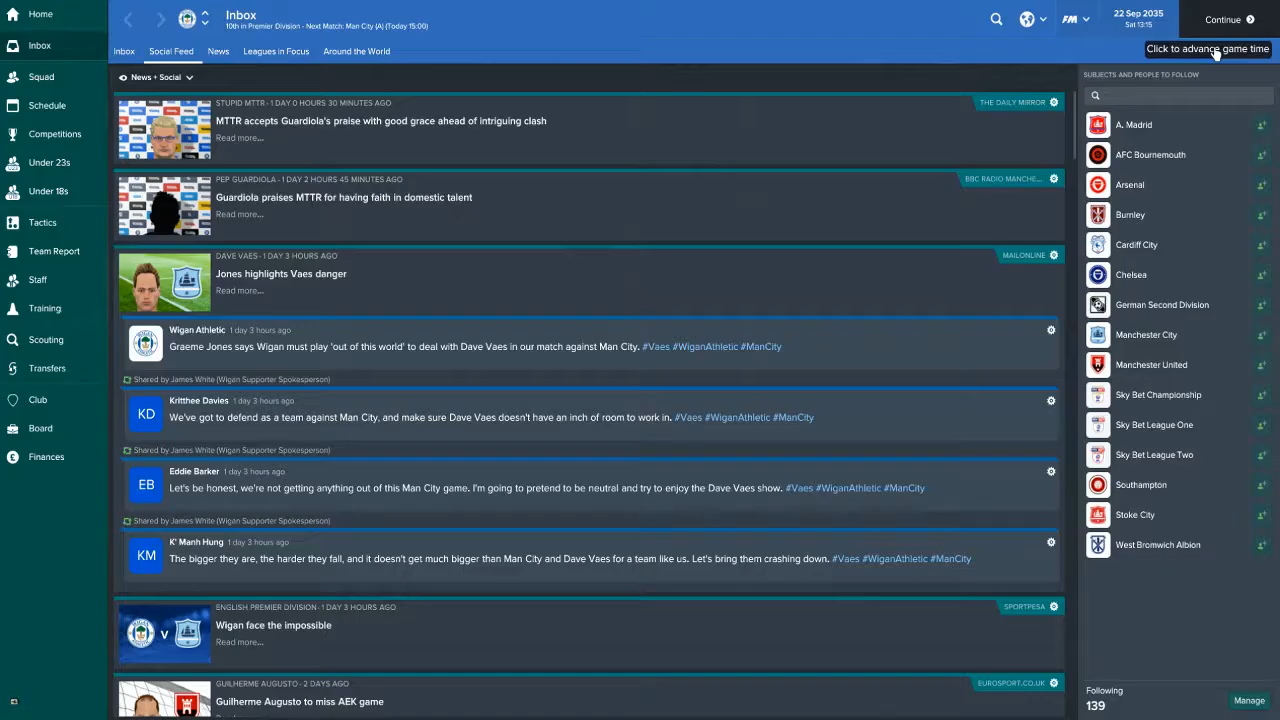 Home
Inbox
Squad
Schedule
Competitions
Under 23s
Under 18s
Tactics
Team Report
Staff
Training
Scouting
Transfers
Club
Board
Finances
Inbox
10th in Premier Division - Next Match: Man City (A) (Today 15:00)
FM
22 Sep 2035
Sat 13:15
Continue
Click to advance game time
Inbox Social Feed News Leagues in Focus Around the World
News + Social
STUPID MTTR - 1 DAY 0 HOURS 30 MINUTES AGO
THE DAILY MIRROR
MTTR accepts Guardiola's praise with good grace ahead of intriguing clash
Read more...
PEP GUARDIOLA - 1 DAY 2 HOURS 45 MINUTES AGO
BBC RADIO MANCHE...
Guardiola praises MTTR for having faith in domestic talent
Read more...
DAVE VAES - 1 DAY 3 HOURS AGO
MAILONLINE
Jones highlights Vaes danger
Read more...
Wigan Athletic 1 day 3 hours ago
Graeme Jones says Wigan must play 'out of this world' to deal with Dave Vaes in our match against Man City. #Vaes #WiganAthletic #ManCity
Shared by James White (Wigan Supporter Spokesperson)
KD
Kritthee Davies 1 day 3 hours ago
We've got to defend as a team against Man City, and make sure Dave Vaes doesn't have an inch of room to work in. #Vaes #WiganAthletic #ManCity
Shared by James White (Wigan Supporter Spokesperson)
EB
Eddie Barker 1 day 3 hours ago
Let's be honest, we're not getting anything out of the Man City game. I'm going to pretend to be neutral and try to enjoy the Dave Vaes show. #Vaes #WiganAthletic #ManCity
Shared by James White (Wigan Supporter Spokesperson)
KM
K' Manh Hung 1 day 3 hours ago
The bigger they are, the harder they fall, and it doesn't get much bigger than Man City and Dave Vaes for a team like us. Let's bring them crashing down. #Vaes #WiganAthletic #ManCity
ENGLISH PREMIER DIVISION - 1 DAY 3 HOURS AGO
SPORTPESA
V
Wigan face the impossible
Read more...
GUILHERME AUGUSTO - 2 DAYS AGO
EUROSPORT.CO.UK
Guilherme Augusto to miss AEK game
SUBJECTS AND PEOPLE TO FOLLOW
A. Madrid
AFC Bournemouth
Arsenal
Burnley
Cardiff City
Chelsea
German Second Division
Manchester City
Manchester United
Sky Bet Championship
Sky Bet League One
Sky Bet League Two
Southampton
Stoke City
West Bromwich Albion
Following
139
Manage